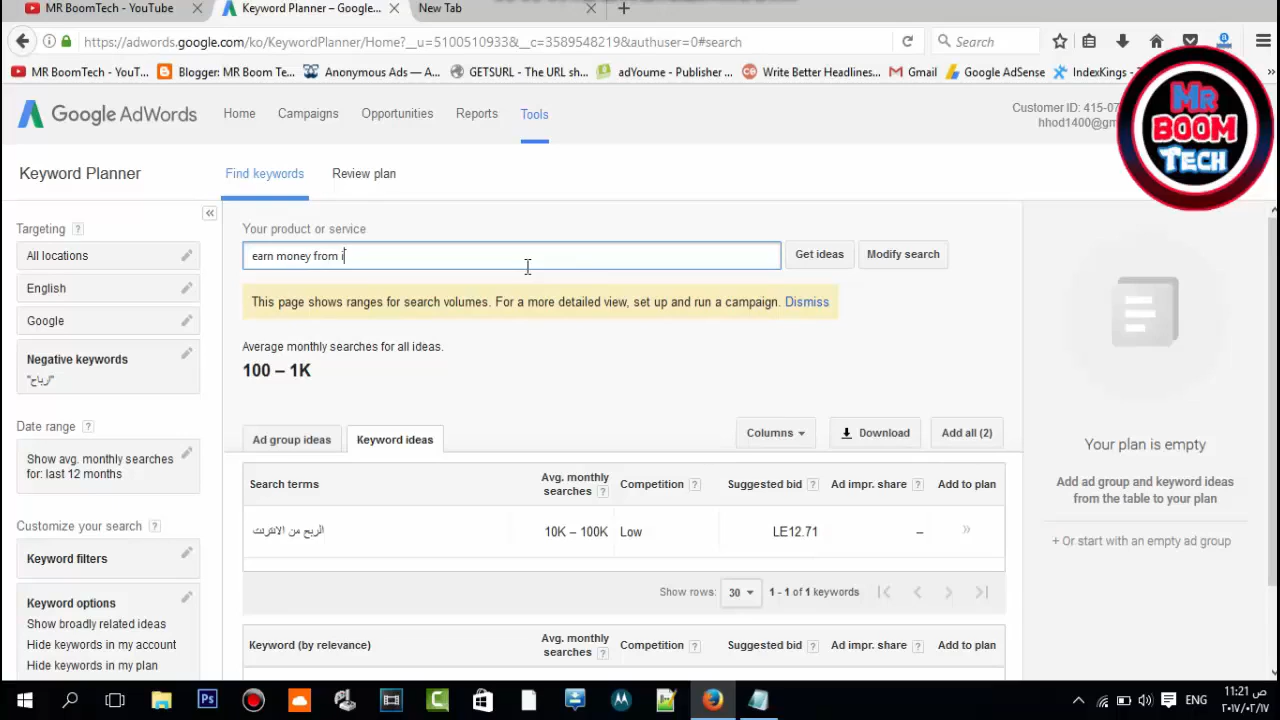 MR BoomTech - YouTube
Keyword Planner – Google...
New Tab
https://adwords.google.com/ko/KeywordPlanner/Home?__u=5100510933&__c=3589548219&authuser=0#search
Search
MR BoomTech - YouT...
Blogger: MR Boom Te...
Anonymous Ads — A...
GETSURL - The URL sh...
adYoume - Publisher ...
Write Better Headlines...
Gmail
Google AdSense
IndexKings - T
Google AdWords
Home
Campaigns
Opportunities
Reports
Tools
Customer ID: 415-07
hhod1400@gm
MR
BOOM
TECH
Keyword Planner
Find keywords
Review plan
Targeting ?
All locations
English
Google
Negative keywords
"ارباح"
Date range ?
Show avg. monthly searches
for: last 12 months
Customize your search ?
Keyword filters
Keyword options
Show broadly related ideas
Hide keywords in my account
Hide keywords in my plan
Your product or service
earn money from i
Get ideas
Modify search
This page shows ranges for search volumes. For a more detailed view, set up and run a campaign. Dismiss
Average monthly searches for all ideas.
100 – 1K
Ad group ideas
Keyword ideas
Columns
Download
Add all (2)
Search terms
Avg. monthly
searches ?
Competition ?
Suggested bid ?
Ad impr. share ?
Add to plan
الربح من الانترنت
10K – 100K
Low
LE12.71
–
»
Show rows: 30
1 - 1 of 1 keywords
Keyword (by relevance)
Avg. monthly
searches ?
Competition ?
Suggested bid ?
Ad impr. share ?
Add to plan
Your plan is empty
Add ad group and keyword ideas
from the table to your plan
+ Or start with an empty ad group
Ps
ENG
11:21 ص
٢٠١٧/٠٢/١٧